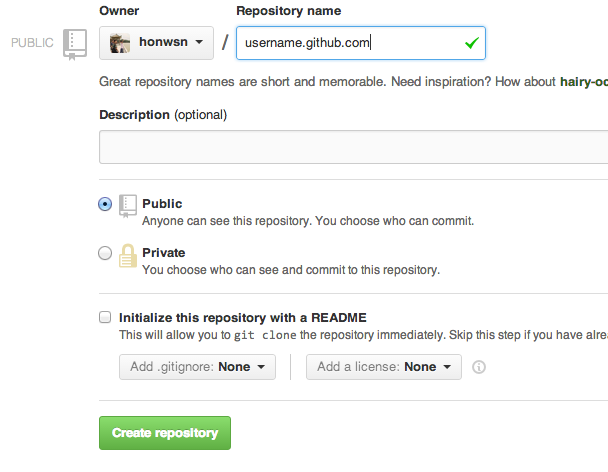 Owner
Repository name
PUBLIC
honwsn / username.github.com
Great repository names are short and memorable. Need inspiration? How about
Description (optional)
Public
Anyone can see this repository. You choose who can commit.
Private
You choose who can see and commit to this repository.
Initialize this repository with a README
This will allow you to git clone the repository immediately. Skip this step if you have
Add .gitignore: None
Add a license: None
Create repository